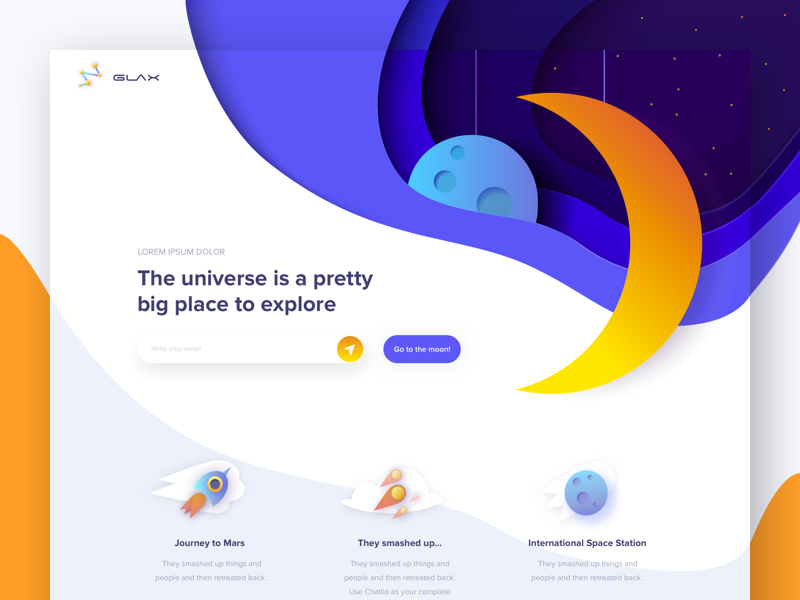 GLAX
LOREM IPSUM DOLOR
The universe is a pretty
big place to explore
Write your email
Go to the moon!
Journey to Mars
They smashed up things and
people and then retreated back .
They smashed up...
They smashed up things and
people and then retreated back.
Use Chatlio as your complete
International Space Station
They smashed up things and
people and then retreated back .